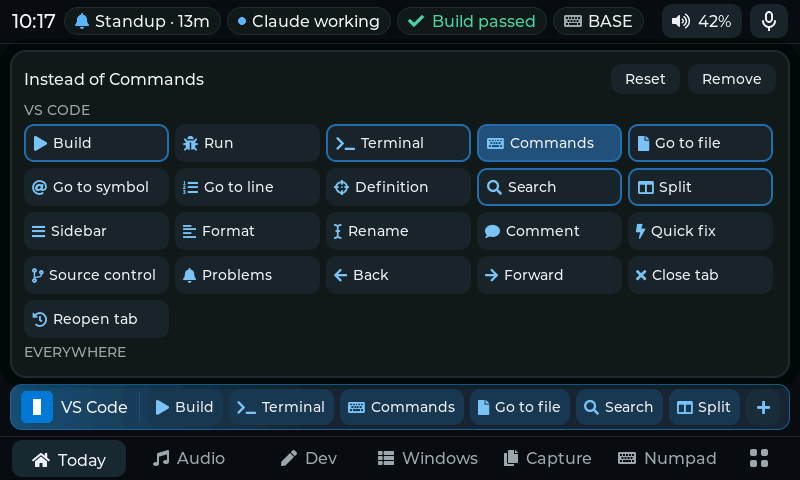 10:17 Standup · 13m Claude working Build passed BASE 42%
Instead of Commands Reset Remove
VS CODE
Build Run Terminal Commands Go to file
Go to symbol Go to line Definition Search Split
Sidebar Format Rename Comment Quick fix
Source control Problems Back Forward Close tab
Reopen tab
EVERYWHERE
VS Code Build Terminal Commands Go to file Search Split +
Today Audio Dev Windows Capture Numpad